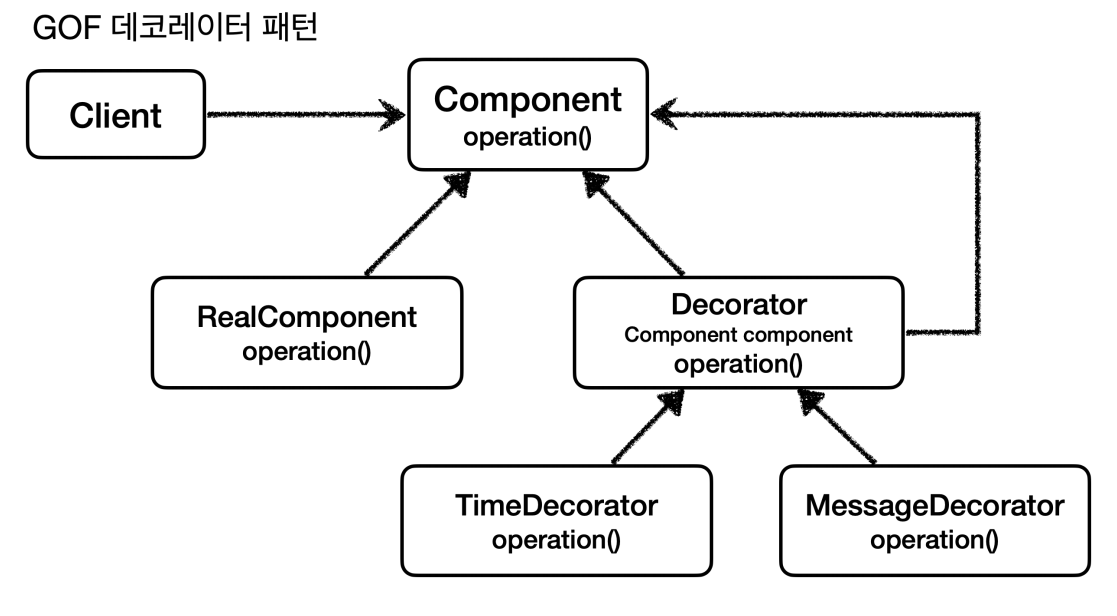 GOF 데코레이터 패턴
Client
Component
operation()
RealComponent
operation()
Decorator
Component component
operation()
TimeDecorator
operation()
MessageDecorator
operation()